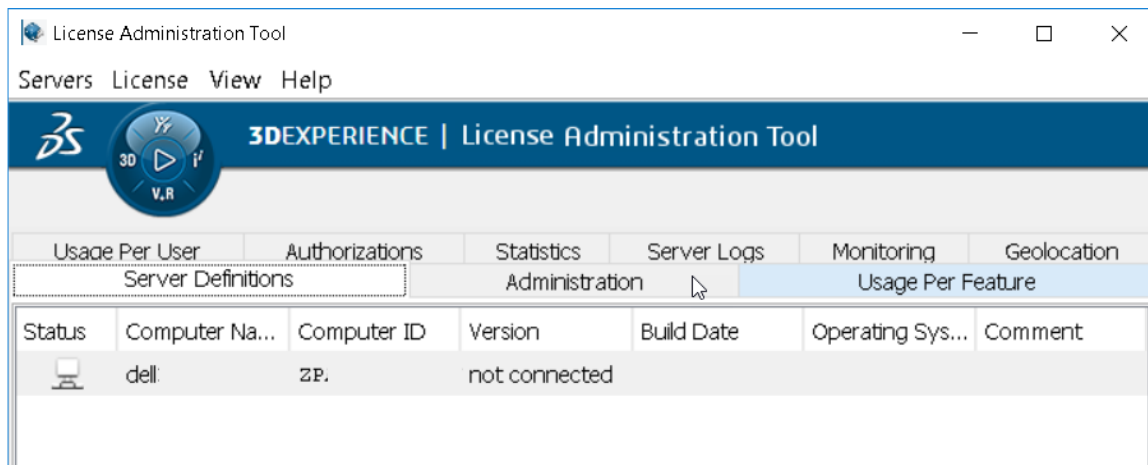 License Administration Tool
Servers License View Help
3DEXPERIENCE | License Administration Tool
3D i²
V.R
Usage Per User Authorizations Statistics Server Logs Monitoring Geolocation
Server Definitions Administration Usage Per Feature
Status Computer Na... Computer ID Version Build Date Operating Sys... Comment
dell ZP. not connected